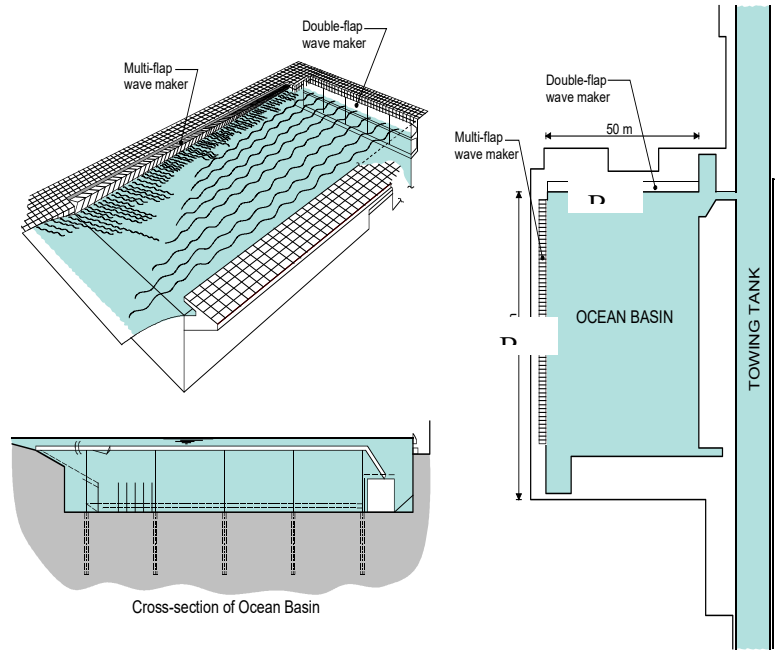 Double-flap
wave maker
Multi-flap
wave maker
Double-flap
wave maker
50 m
Multi-flap
wave maker
OCEAN BASIN
TOWING TANK
Cross-section of Ocean Basin